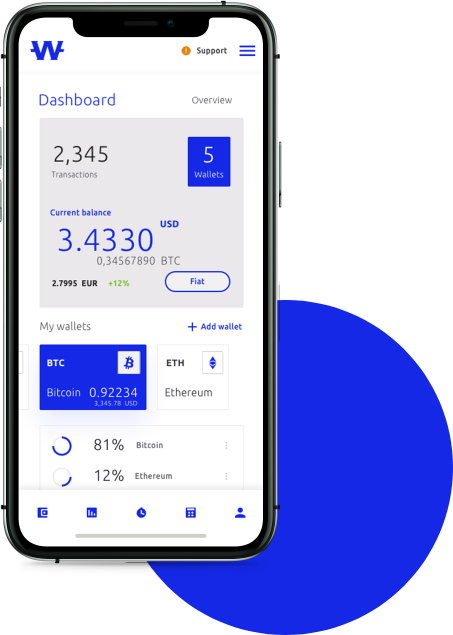 W
Support
Dashboard
Overview
2,345
Transactions
5
Wallets
Current balance
USD
3.4330
0,34567890 BTC
2.7995 EUR +12%
Fiat
My wallets
+ Add wallet
BTC
Bitcoin 0.92234
3,345.78 USD
ETH
Ethereum
81% Bitcoin
12% Ethereum